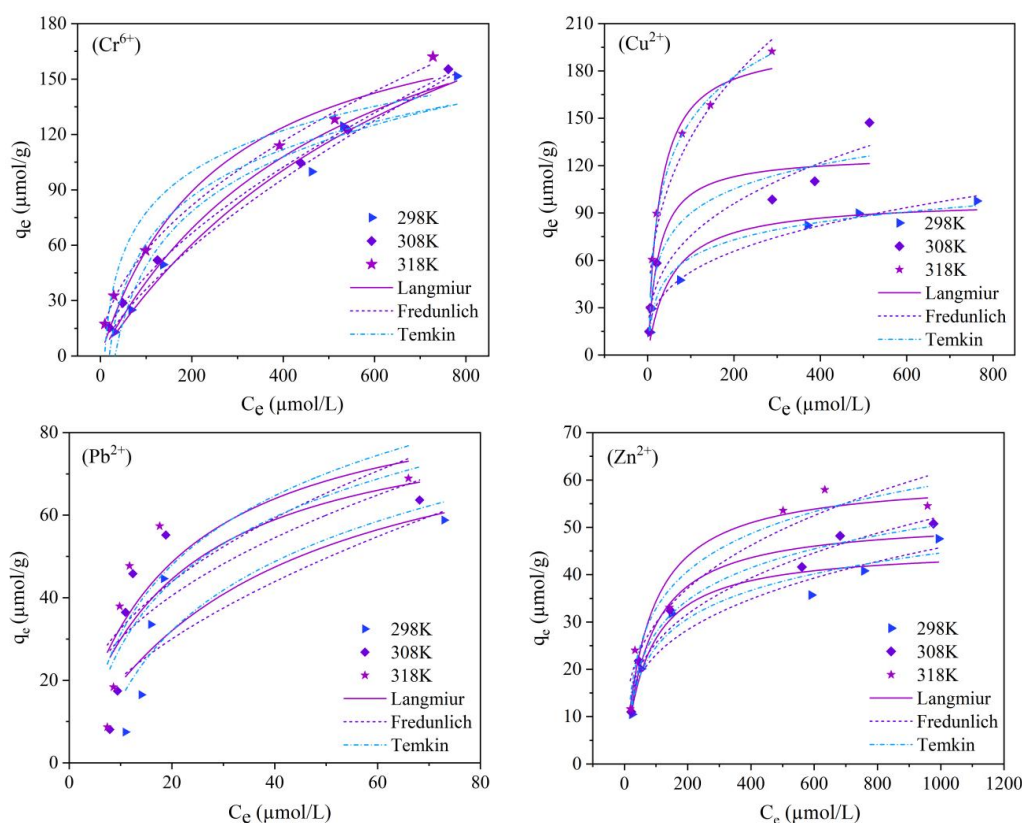 (Cr6+)
180
150
120
90
60
30
0
qe (μmol/g)
298K
308K
318K
Langmiur
Fredunlich
Temkin
0 200 400 600 800
Ce (μmol/L)
(Cu2+)
210
180
150
120
90
60
30
0
qe (μmol/g)
298K
308K
318K
Langmiur
Fredunlich
Temkin
0 200 400 600 800
Ce (μmol/L)
(Pb2+)
80
60
40
20
0
qe (μmol/g)
298K
308K
318K
Langmiur
Fredunlich
Temkin
0 20 40 60 80
Ce (μmol/L)
(Zn2+)
70
60
50
40
30
20
10
0
qe (μmol/g)
298K
308K
318K
Langmiur
Fredunlich
Temkin
0 200 400 600 800 1000 1200
Ce (μmol/L)